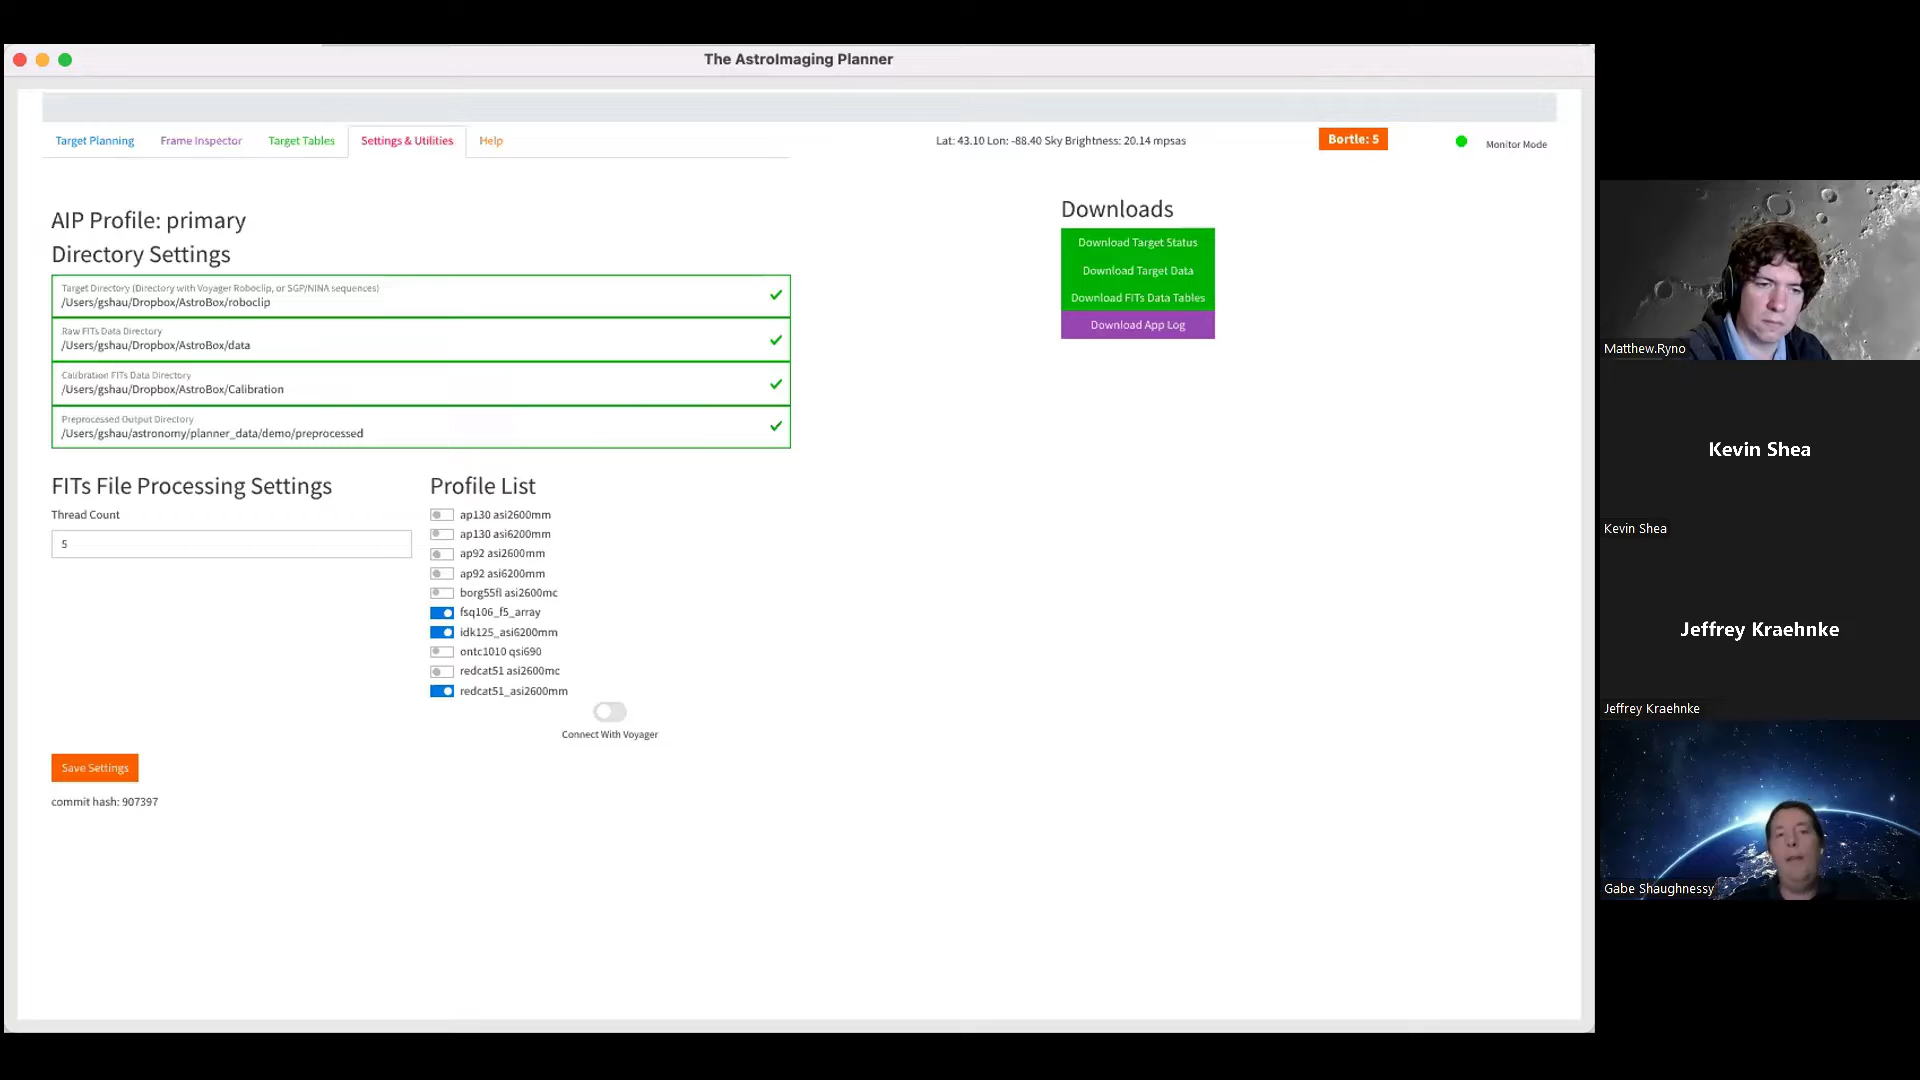 The AstroImaging Planner
Target Planning
Frame Inspector
Target Tables
Settings & Utilities
Help
Lat: 43.10 Lon: -88.40 Sky Brightness: 20.14 mpsas
Bortle: 5
Monitor Mode
AIP Profile: primary
Directory Settings
Target Directory (Directory with Voyager Roboclip, or SGP/NINA sequences)
/Users/gshau/Dropbox/AstroBox/roboclip
Raw FITs Data Directory
/Users/gshau/Dropbox/AstroBox/data
Calibration FITs Data Directory
/Users/gshau/Dropbox/AstroBox/Calibration
Preprocessed Output Directory
/Users/gshau/astronomy/planner_data/demo/preprocessed
FITs File Processing Settings
Thread Count
5
Profile List
ap130 asi2600mm
ap130 asi6200mm
ap92 asi2600mm
ap92 asi6200mm
borg55fl asi2600mc
fsq106_f5_array
idk125_asi6200mm
ontc1010 qsi690
redcat51 asi2600mc
redcat51_asi2600mm
Connect With Voyager
Save Settings
commit hash: 907397
Downloads
Download Target Status
Download Target Data
Download FITs Data Tables
Download App Log
Matthew.Ryno
Kevin Shea
Kevin Shea
Jeffrey Kraehnke
Jeffrey Kraehnke
Gabe Shaughnessy